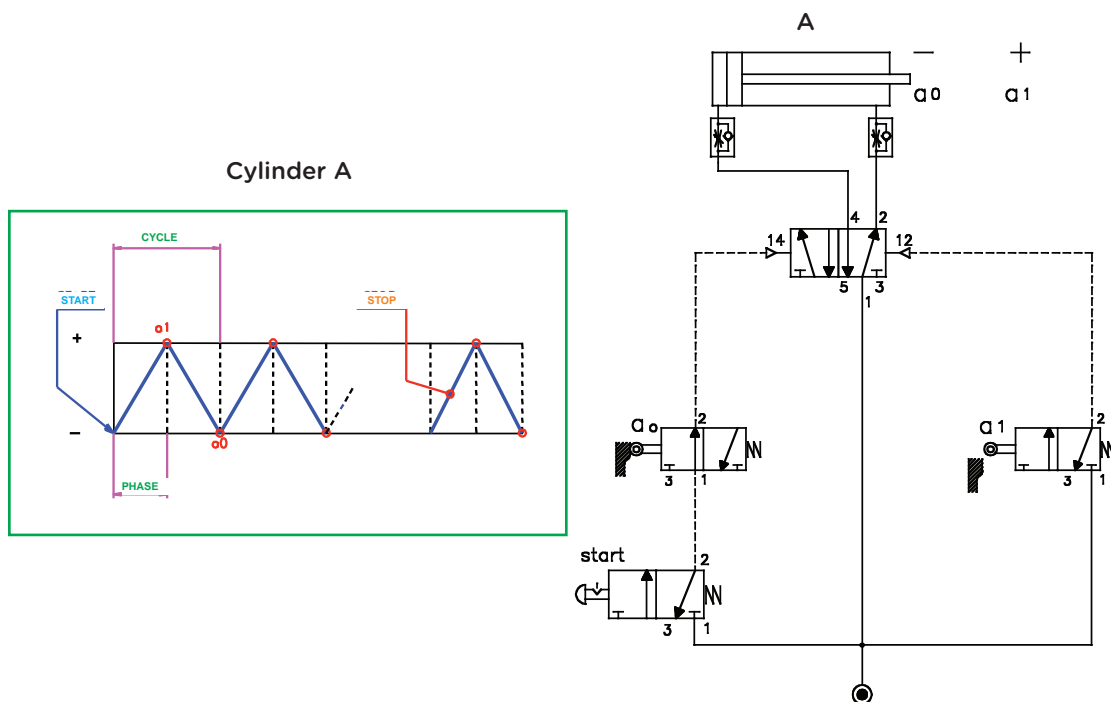 A
− +
a0 a1
Cylinder A
4 2
14 12
5 3
1
CYCLE
START
STOP
a1
+
−
a0
PHASE
a₀ 2
3 1
a1 2
3 1
start
2
3 1